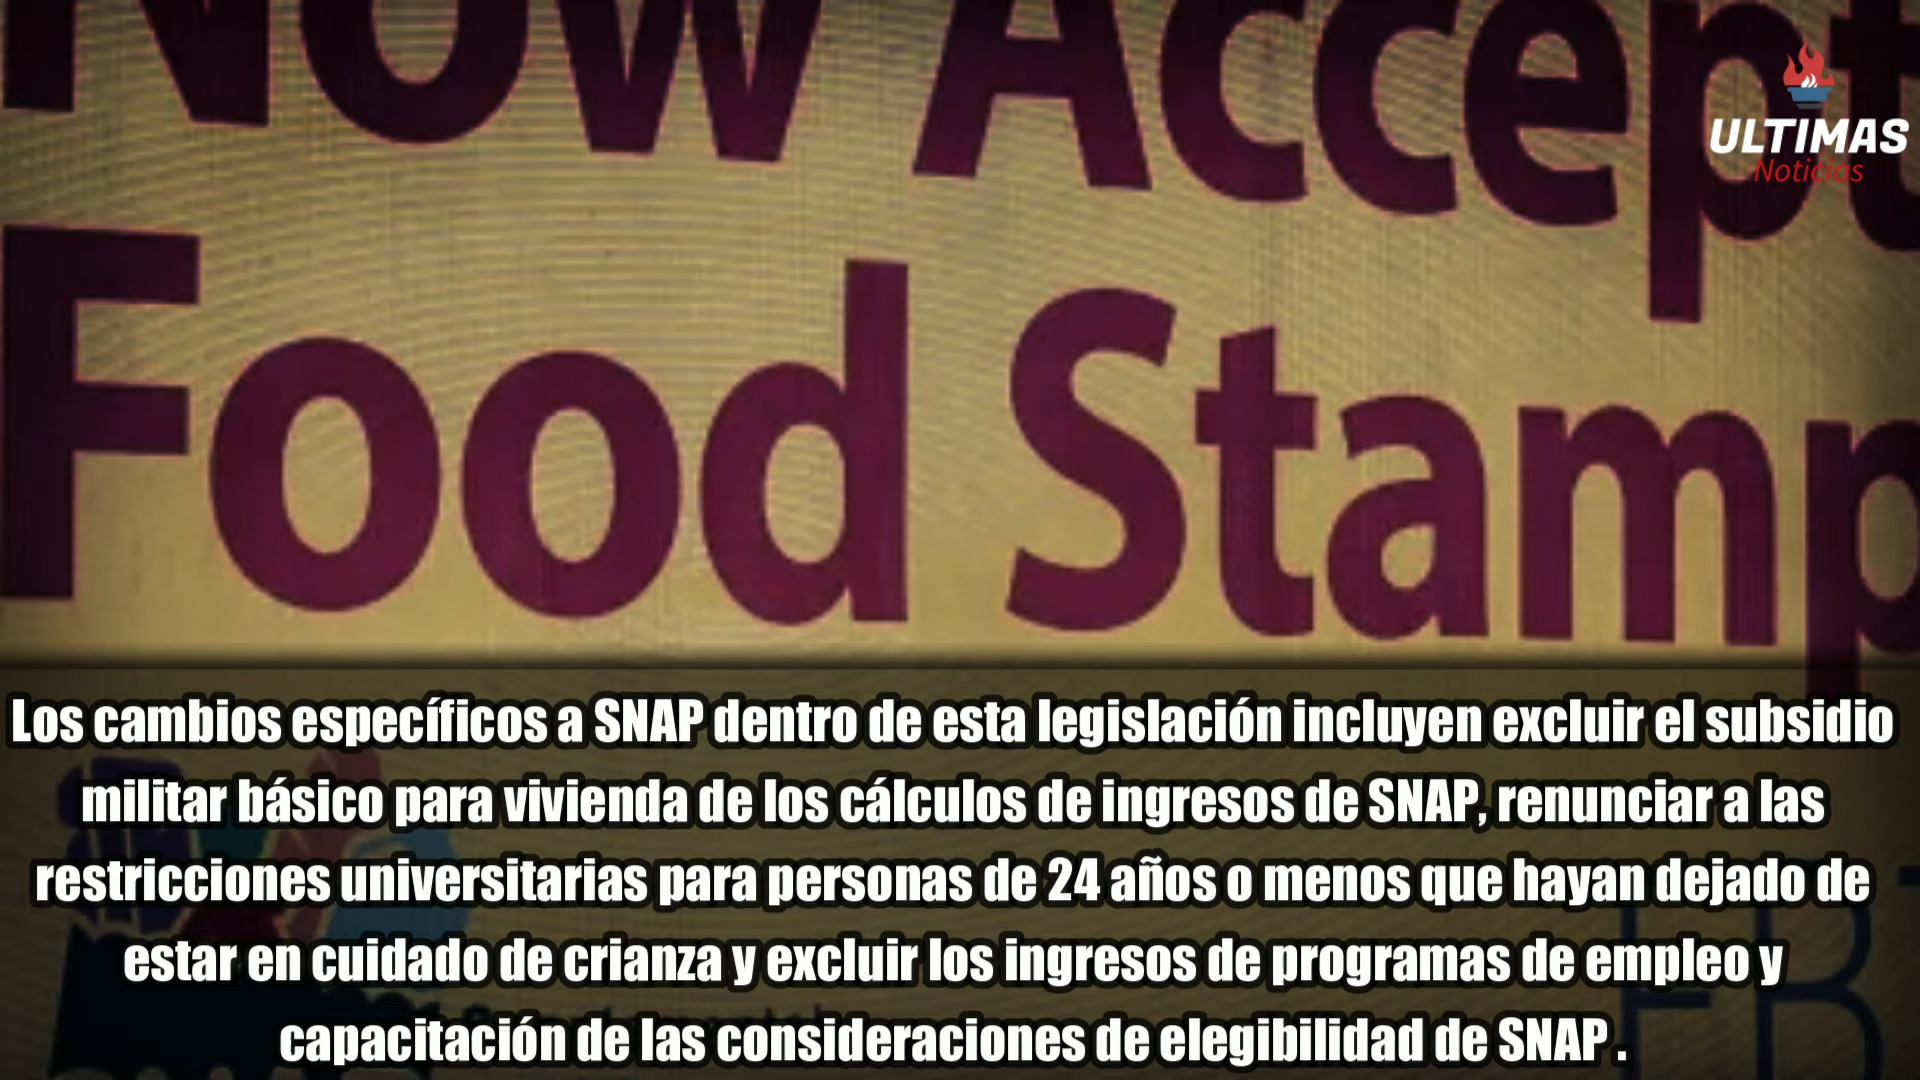 Now Accept
ULTIMAS
Noticias
Food Stamp
Los cambios específicos a SNAP dentro de esta legislación incluyen excluir el subsidio
militar básico para vivienda de los cálculos de ingresos de SNAP, renunciar a las
restricciones universitarias para personas de 24 años o menos que hayan dejado de
estar en cuidado de crianza y excluir los ingresos de programas de empleo y
capacitación de las consideraciones de elegibilidad de SNAP .